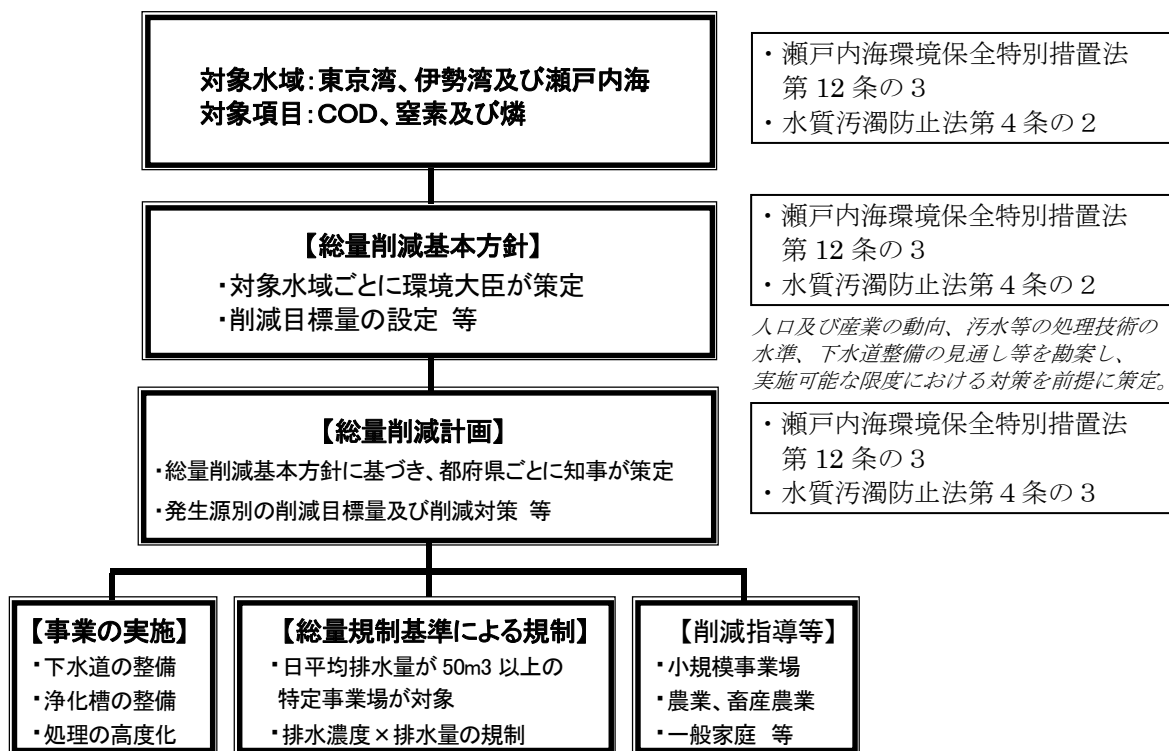 対象水域：東京湾、伊勢湾及び瀬戸内海
対象項目：COD、窒素及び燐
・瀬戸内海環境保全特別措置法
第 12 条の３
・水質汚濁防止法第４条の２
【総量削減基本方針】
・対象水域ごとに環境大臣が策定
・削減目標量の設定 等
・瀬戸内海環境保全特別措置法
第 12 条の３
・水質汚濁防止法第４条の２
人口及び産業の動向、汚水等の処理技術の
水準、下水道整備の見通し等を勘案し、
実施可能な限度における対策を前提に策定。
【総量削減計画】
・総量削減基本方針に基づき、都府県ごとに知事が策定
・発生源別の削減目標量及び削減対策 等
・瀬戸内海環境保全特別措置法
第 12 条の３
・水質汚濁防止法第４条の３
【事業の実施】
・下水道の整備
・浄化槽の整備
・処理の高度化
【総量規制基準による規制】
・日平均排水量が 50m3 以上の
特定事業場が対象
・排水濃度×排水量の規制
【削減指導等】
・小規模事業場
・農業、畜産農業
・一般家庭 等